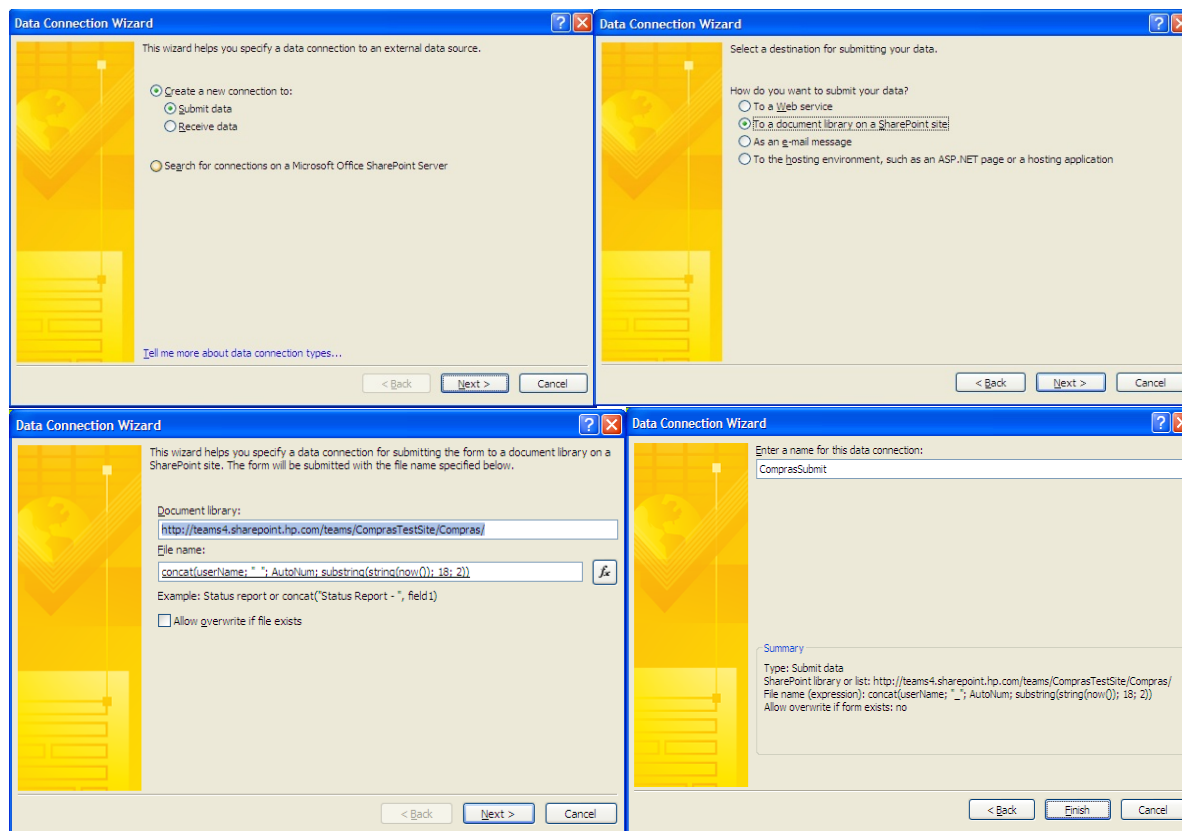 Data Connection Wizard
This wizard helps you specify a data connection to an external data source.
Create a new connection to:
Submit data
Receive data
Search for connections on a Microsoft Office SharePoint Server
Tell me more about data connection types...
< Back
Next >
Cancel
Data Connection Wizard
Select a destination for submitting your data.
How do you want to submit your data?
To a Web service
To a document library on a SharePoint site
As an e-mail message
To the hosting environment, such as an ASP.NET page or a hosting application
< Back
Next >
Cancel
Data Connection Wizard
This wizard helps you specify a data connection for submitting the form to a document library on a
SharePoint site. The form will be submitted with the file name specified below.
Document library:
http://teams4.sharepoint.hp.com/teams/ComprasTestSite/Compras/
File name:
concat(userName; "_"; AutoNum; substring(string(now()); 18; 2))
fx
Example: Status report or concat("Status Report - ", field1)
Allow overwrite if file exists
< Back
Next >
Cancel
Data Connection Wizard
Enter a name for this data connection:
ComprasSubmit
Summary
Type: Submit data
SharePoint library or list: http://teams4.sharepoint.hp.com/teams/ComprasTestSite/Compras/
File name (expression): concat(userName; "_"; AutoNum; substring(string(now()); 18; 2))
Allow overwrite if form exists: no
< Back
Finish
Cancel